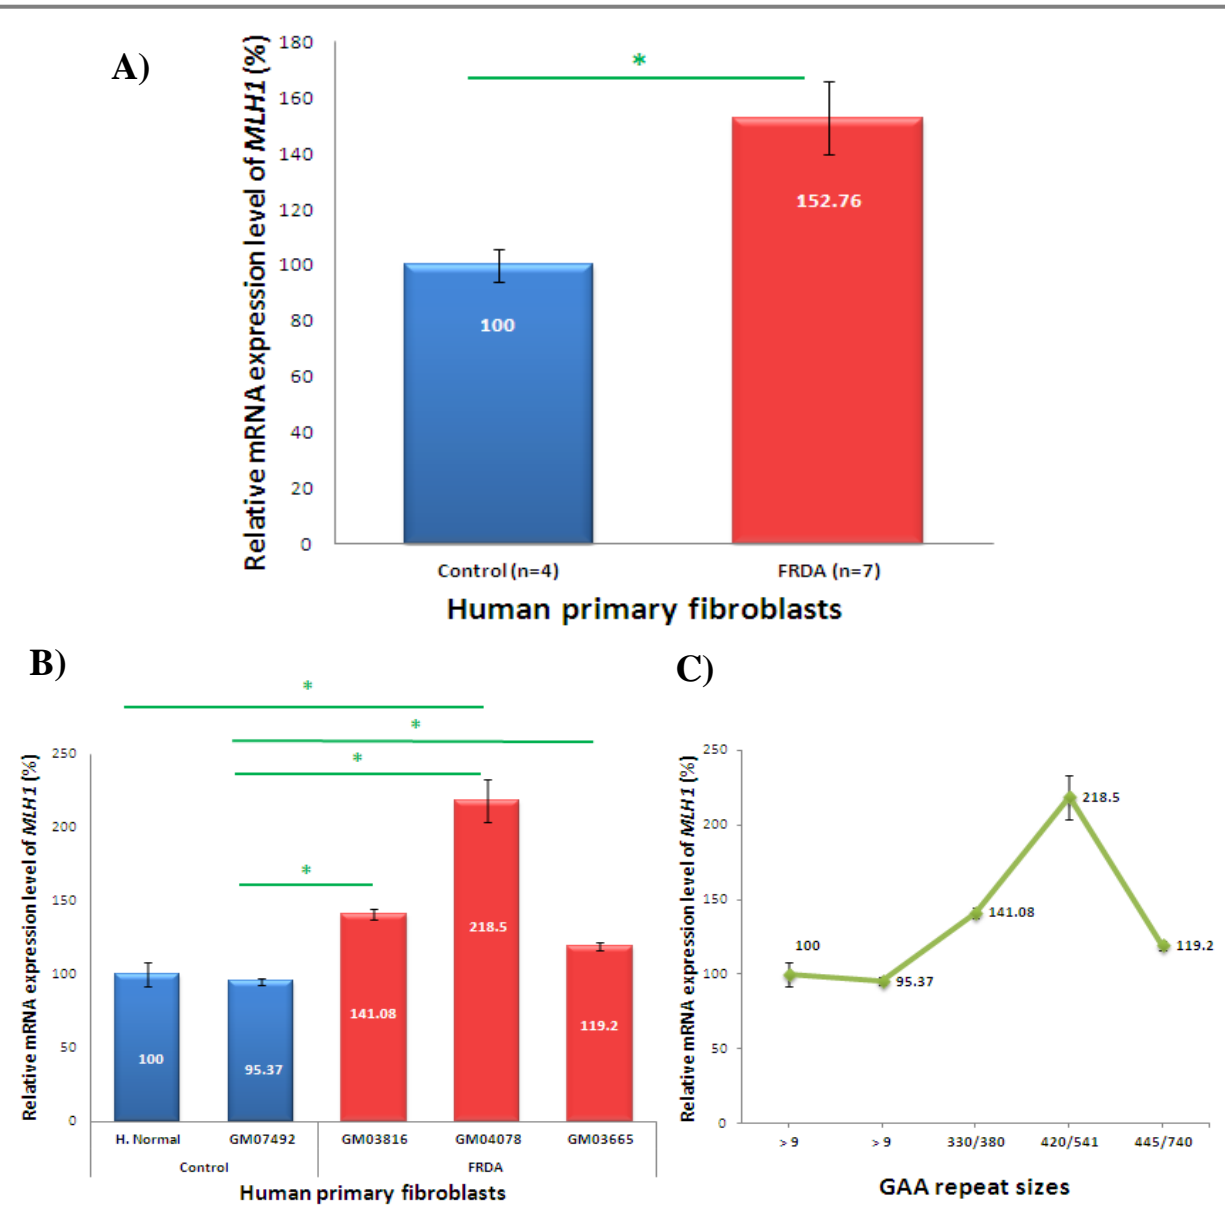 A)
Relative mRNA expression level of MLH1 (%)
180
160
140
120
100
80
60
40
20
0
*
100
152.76
Control (n=4)
FRDA (n=7)
Human primary fibroblasts
B)
Relative mRNA expression level of MLH1 (%)
250
200
150
100
50
0
*
*
*
*
100
95.37
141.08
218.5
119.2
H. Normal
GM07492
GM03816
GM04078
GM03665
Control
FRDA
Human primary fibroblasts
C)
Relative mRNA expression level of MLH1 (%)
250
200
150
100
50
0
100
95.37
141.08
218.5
119.2
> 9
> 9
330/380
420/541
445/740
GAA repeat sizes